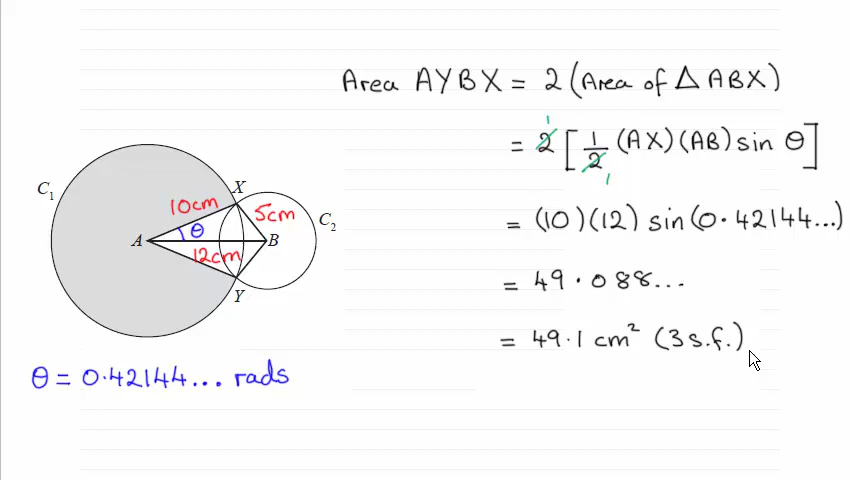 Area AYBX = 2 (Area of △ ABX)
= 2 [ 1/2 (AX)(AB) sin θ ]
1
1
= (10)(12) sin(0.42144...)
= 49.088...
= 49.1 cm² (3 s.f.)
C₁
X
10cm
5cm
C₂
θ
A
B
12cm
Y
θ = 0.42144... rads